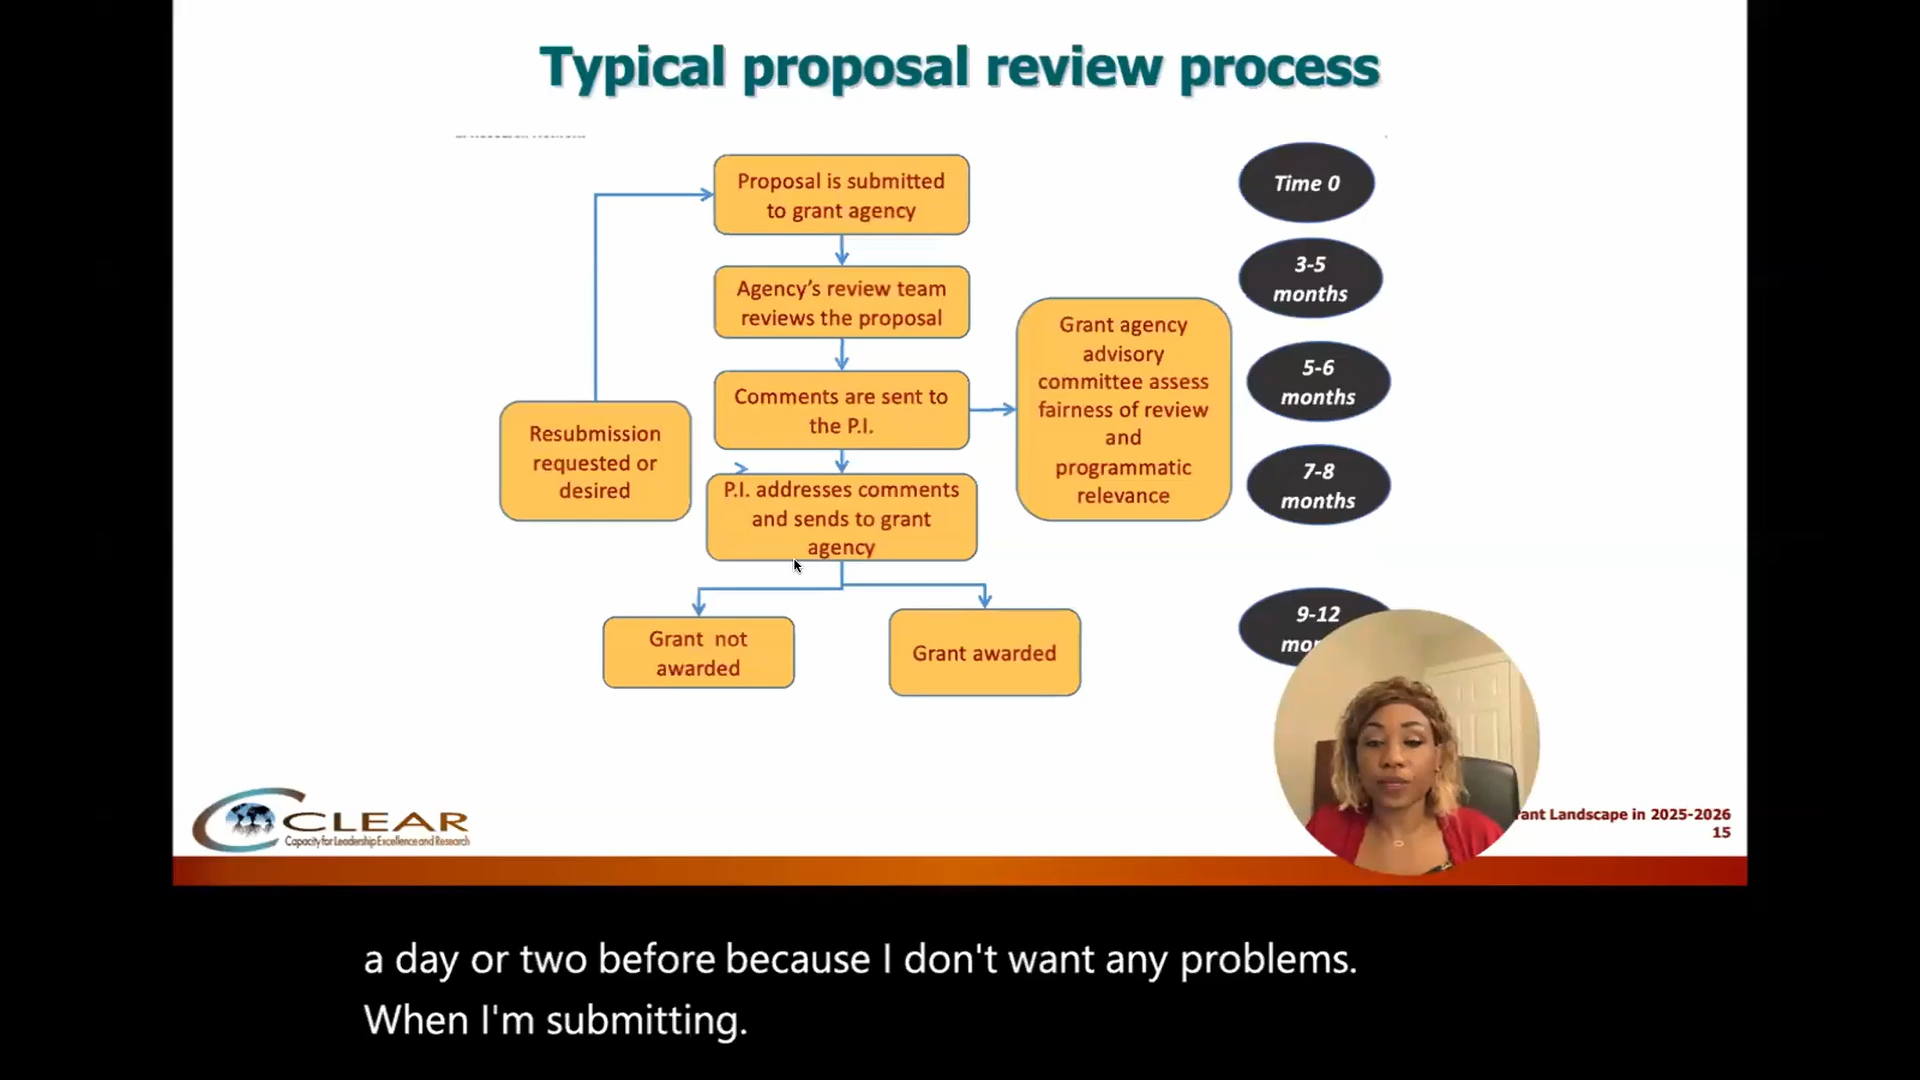 Typical proposal review process
Proposal is submitted
to grant agency
Time 0
Agency's review team
reviews the proposal
3-5
months
Comments are sent to
the P.I.
Grant agency
advisory
committee assess
fairness of review
and
programmatic
relevance
5-6
months
Resubmission
requested or
desired
P.I. addresses comments
and sends to grant
agency
7-8
months
Grant not
awarded
Grant awarded
9-12
CLEAR
Capacity for Leadership Excellence and Research
Landscape in 2025-2026
15
a day or two before because I don't want any problems.
When I'm submitting.